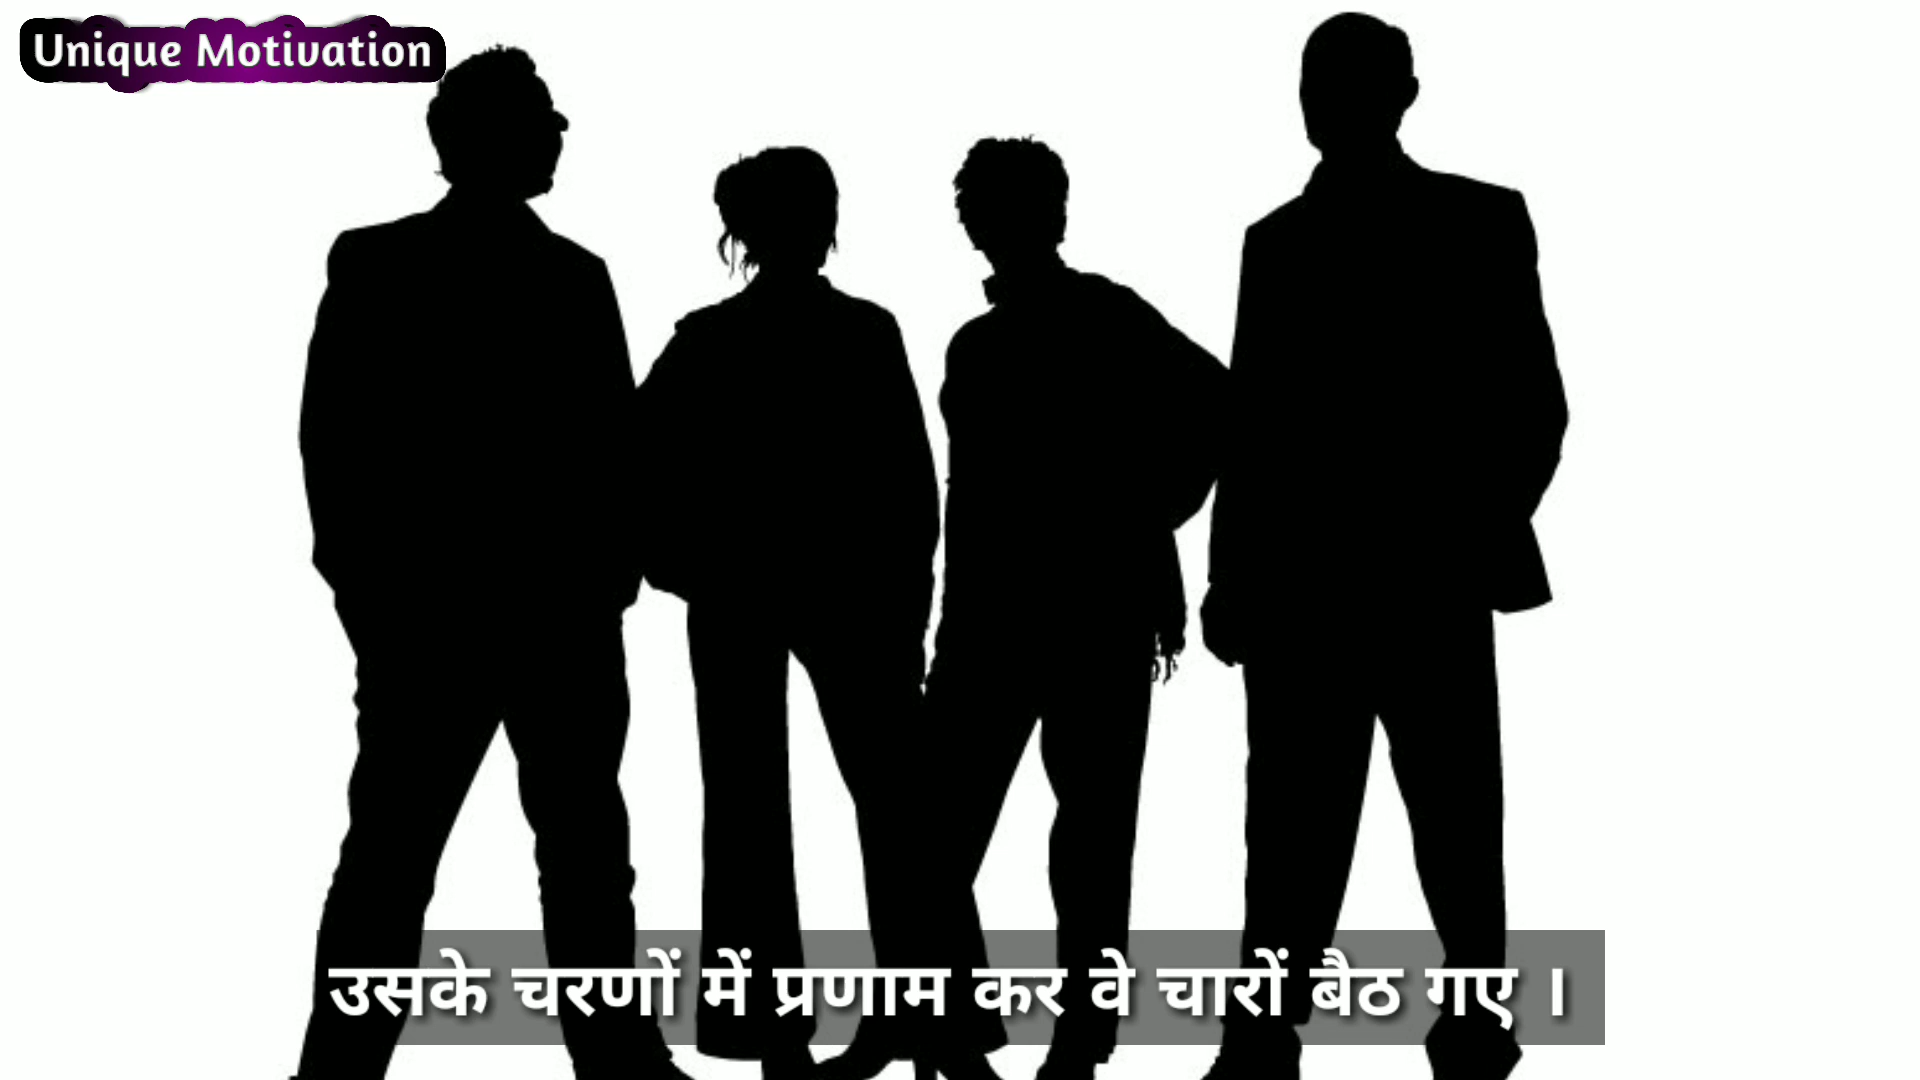 Unique Motivation
उसके चरणों में प्रणाम कर वे चारों बैठ गए ।